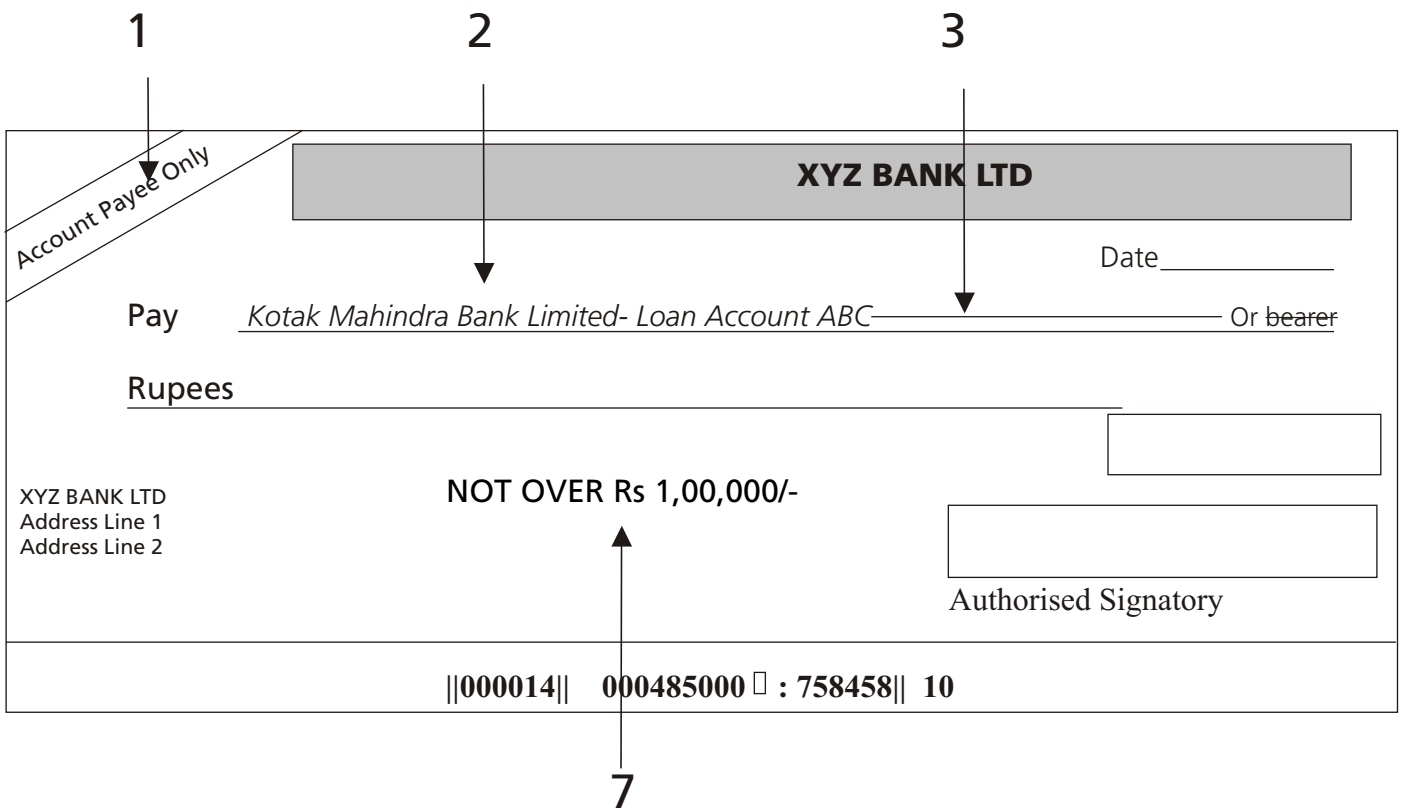 1 2 3
Account Payee Only
XYZ BANK LTD
Date
Pay Kotak Mahindra Bank Limited- Loan Account ABC Or bearer
Rupees
NOT OVER Rs 1,00,000/-
XYZ BANK LTD
Address Line 1
Address Line 2
Authorised Signatory
||000014|| 000485000 : 758458|| 10
7